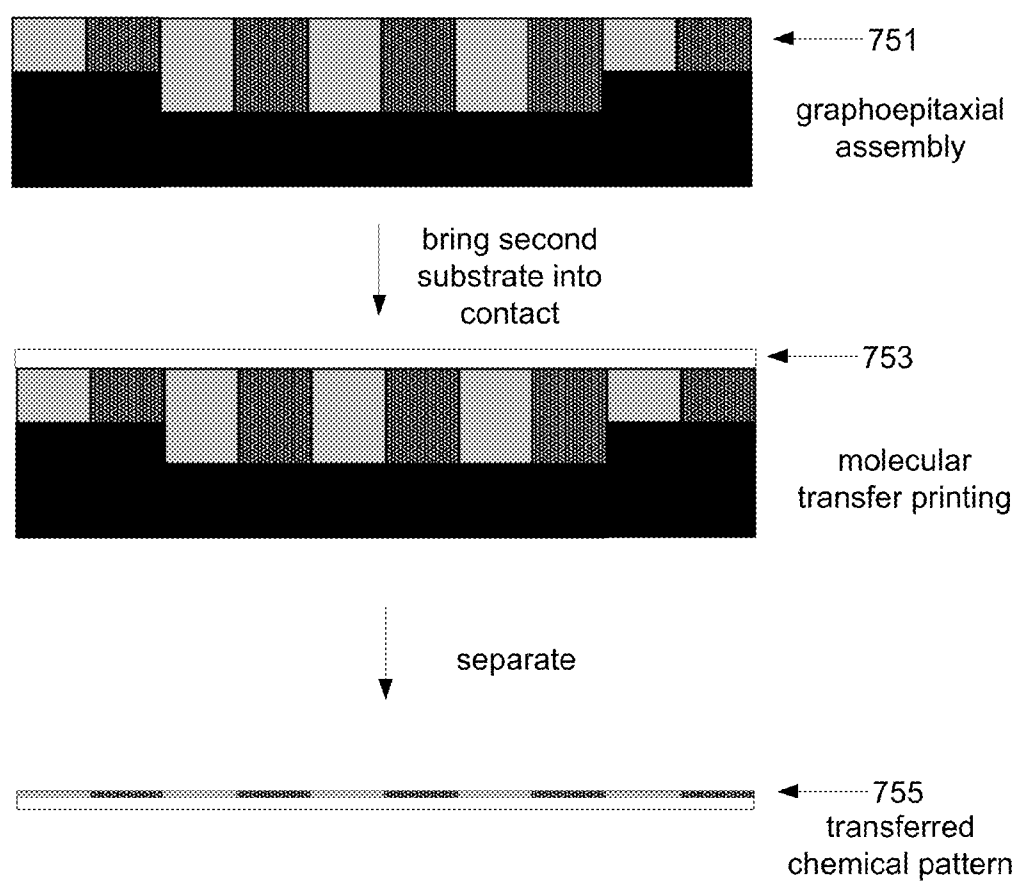 751
graphoepitaxial
assembly
bring second
substrate into
contact
753
molecular
transfer printing
separate
755
transferred
chemical pattern